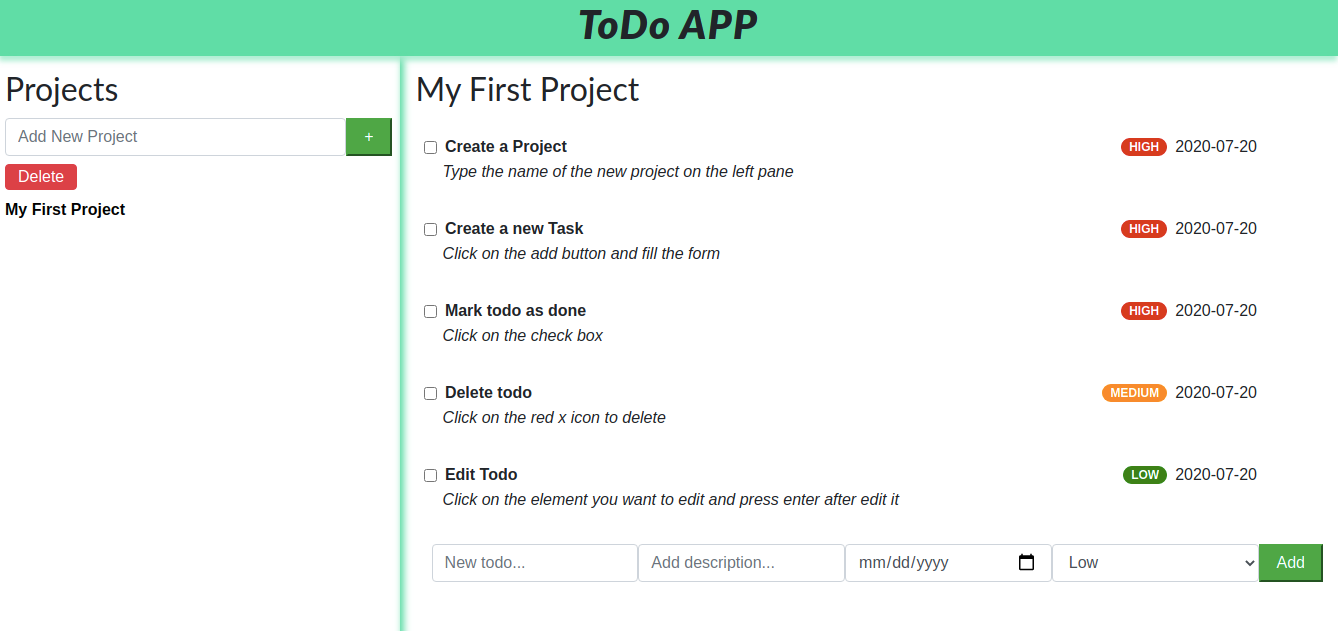 ToDo APP
Projects
Add New Project +
Delete
My First Project
My First Project
Create a Project HIGH 2020-07-20
Type the name of the new project on the left pane
Create a new Task HIGH 2020-07-20
Click on the add button and fill the form
Mark todo as done HIGH 2020-07-20
Click on the check box
Delete todo MEDIUM 2020-07-20
Click on the red x icon to delete
Edit Todo LOW 2020-07-20
Click on the element you want to edit and press enter after edit it
New todo... Add description... mm/dd/yyyy Low Add